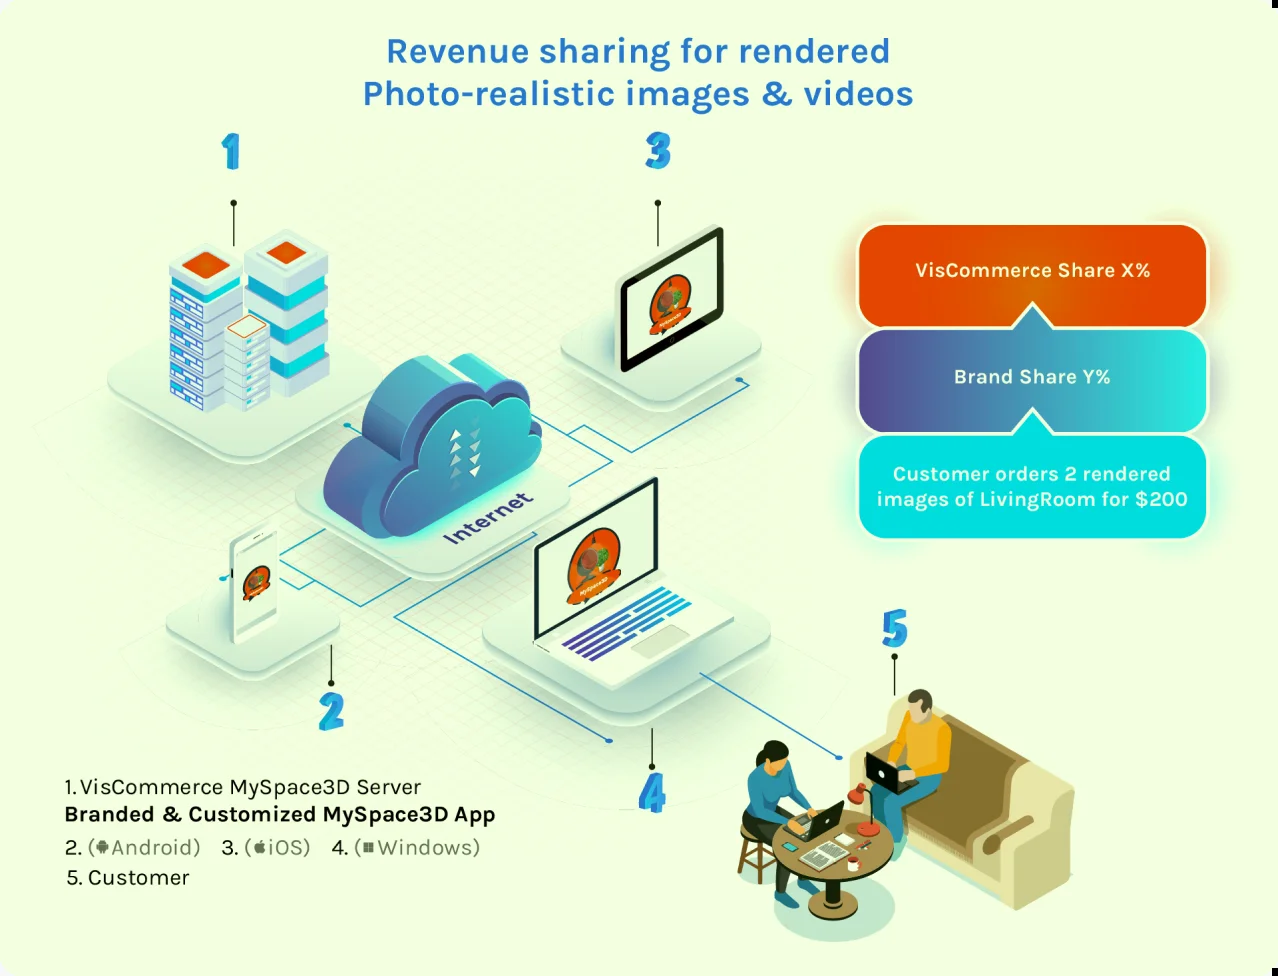 Revenue sharing for rendered
Photo-realistic images & videos
1
3
VisCommerce Share X%
Brand Share Y%
Customer orders 2 rendered
images of LivingRoom for $200
MySpace3D
Internet
MySpace3D
5
2
4
1. VisCommerce MySpace3D Server
Branded & Customized MySpace3D App
2. (Android) 3. (iOS) 4. (Windows)
5. Customer